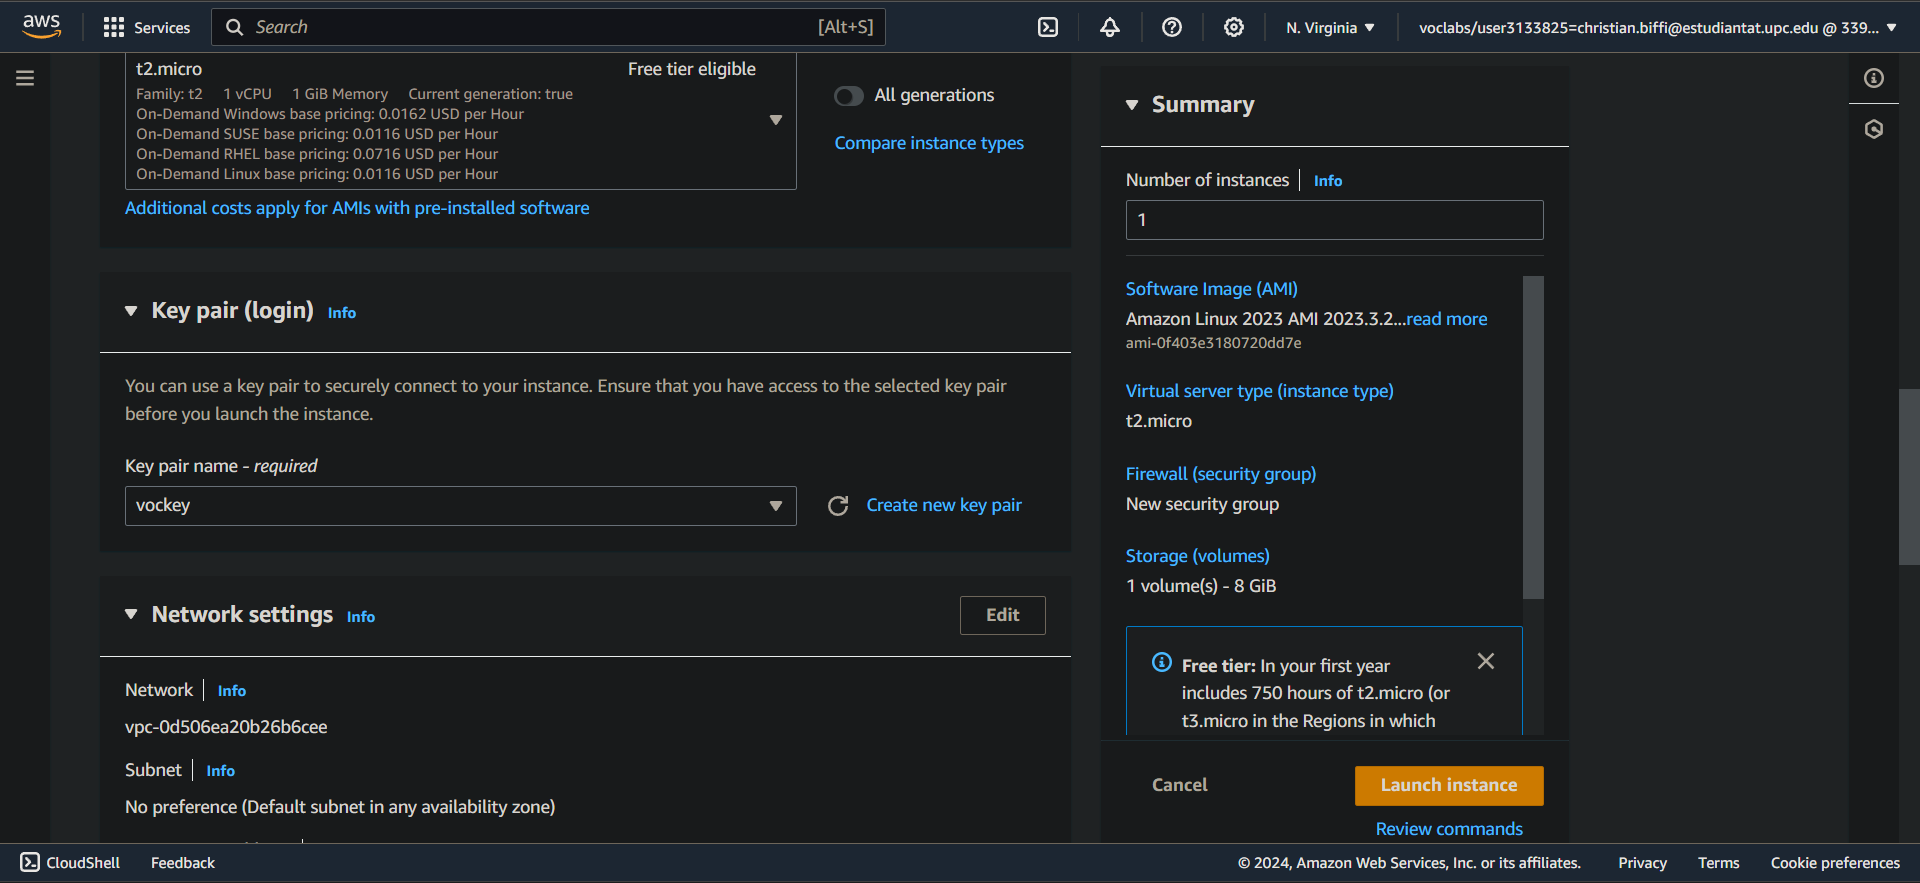 aws
Services
Search
[Alt+S]
N. Virginia
voclabs/user3133825=christian.biffi@estudiantat.upc.edu @ 339...
t2.micro
Free tier eligible
Family: t2 1 vCPU 1 GiB Memory Current generation: true
On-Demand Windows base pricing: 0.0162 USD per Hour
On-Demand SUSE base pricing: 0.0116 USD per Hour
On-Demand RHEL base pricing: 0.0716 USD per Hour
On-Demand Linux base pricing: 0.0116 USD per Hour
All generations
Compare instance types
Additional costs apply for AMIs with pre-installed software
Key pair (login) Info
You can use a key pair to securely connect to your instance. Ensure that you have access to the selected key pair
before you launch the instance.
Key pair name - required
vockey
Create new key pair
Network settings Info
Edit
Network Info
vpc-0d506ea20b26b6cee
Subnet Info
No preference (Default subnet in any availability zone)
Summary
Number of instances Info
1
Software Image (AMI)
Amazon Linux 2023 AMI 2023.3.2...read more
ami-0f403e3180720dd7e
Virtual server type (instance type)
t2.micro
Firewall (security group)
New security group
Storage (volumes)
1 volume(s) - 8 GiB
Free tier: In your first year
includes 750 hours of t2.micro (or
t3.micro in the Regions in which
Cancel
Launch instance
Review commands
CloudShell
Feedback
© 2024, Amazon Web Services, Inc. or its affiliates.
Privacy
Terms
Cookie preferences